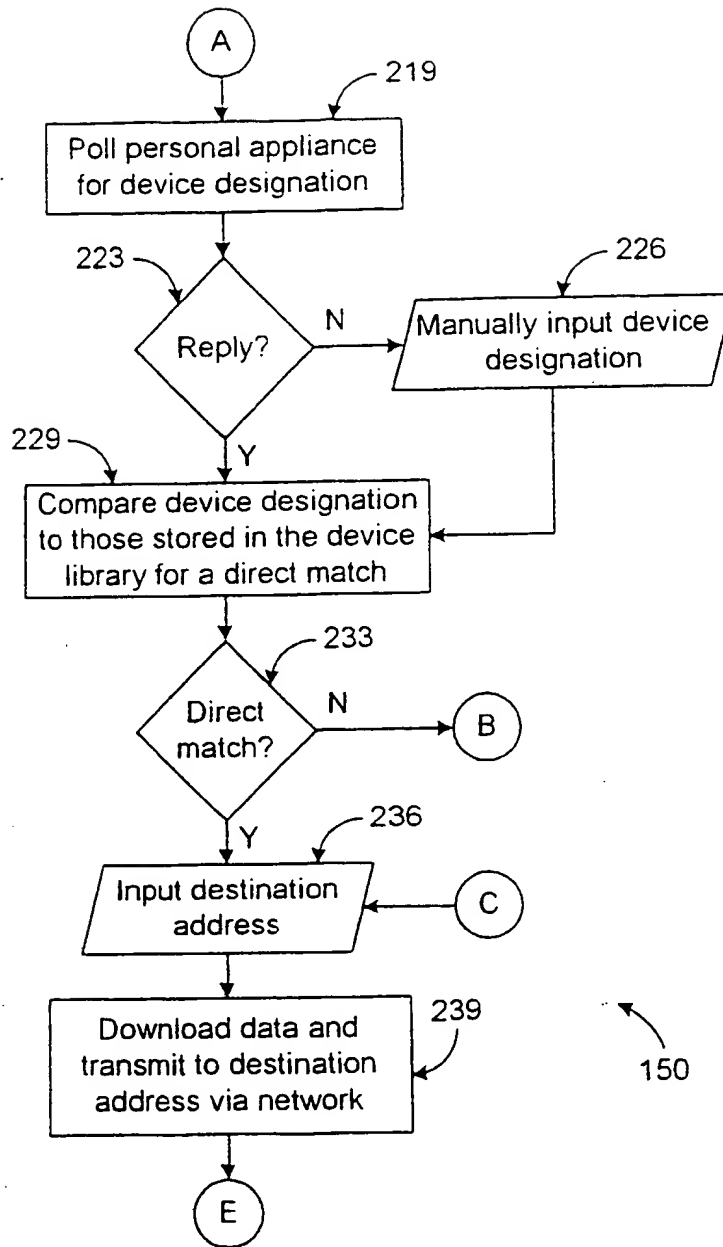 A
219
Poll personal appliance
for device designation
223
Reply?
N
226
Manually input device
designation
Y
229
Compare device designation
to those stored in the device
library for a direct match
233
Direct
match?
N
B
Y
236
Input destination
address
C
Download data and
transmit to destination
address via network
239
150
E